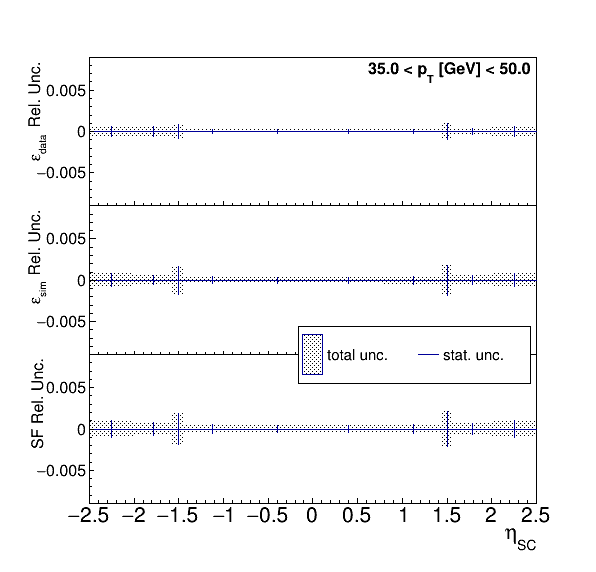 35.0 < p_T [GeV] < 50.0
ε_data Rel. Unc.
0.005
0
−0.005
ε_sim Rel. Unc.
0.005
0
−0.005
total unc. stat. unc.
SF Rel. Unc.
0.005
0
−0.005
−2.5 −2 −1.5 −1 −0.5 0 0.5 1 1.5 2 2.5
η_SC